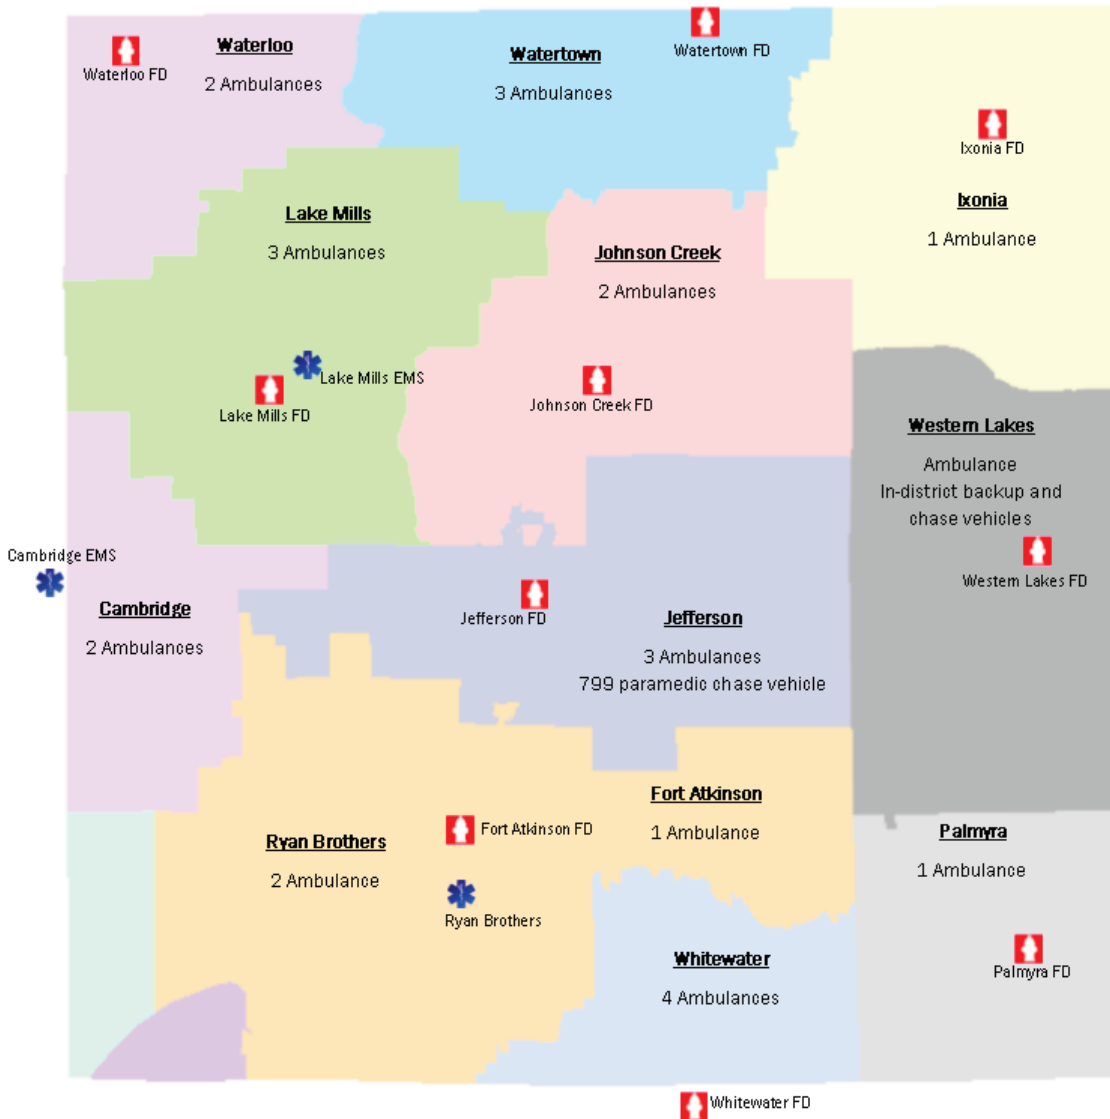 Waterloo
2 Ambulances
Waterloo FD
Watertown
3 Ambulances
Watertown FD
Ixonia FD
Ixonia
1 Ambulance
Lake Mills
3 Ambulances
Johnson Creek
2 Ambulances
Lake Mills EMS
Lake Mills FD
Johnson Creek FD
Western Lakes
Ambulance
In-district backup and
chase vehicles
Western Lakes FD
Cambridge EMS
Cambridge
2 Ambulances
Jefferson FD
Jefferson
3 Ambulances
799 paramedic chase vehicle
Fort Atkinson
1 Ambulance
Fort Atkinson FD
Ryan Brothers
2 Ambulance
Ryan Brothers
Palmyra
1 Ambulance
Palmyra FD
Whitewater
4 Ambulances
Whitewater FD